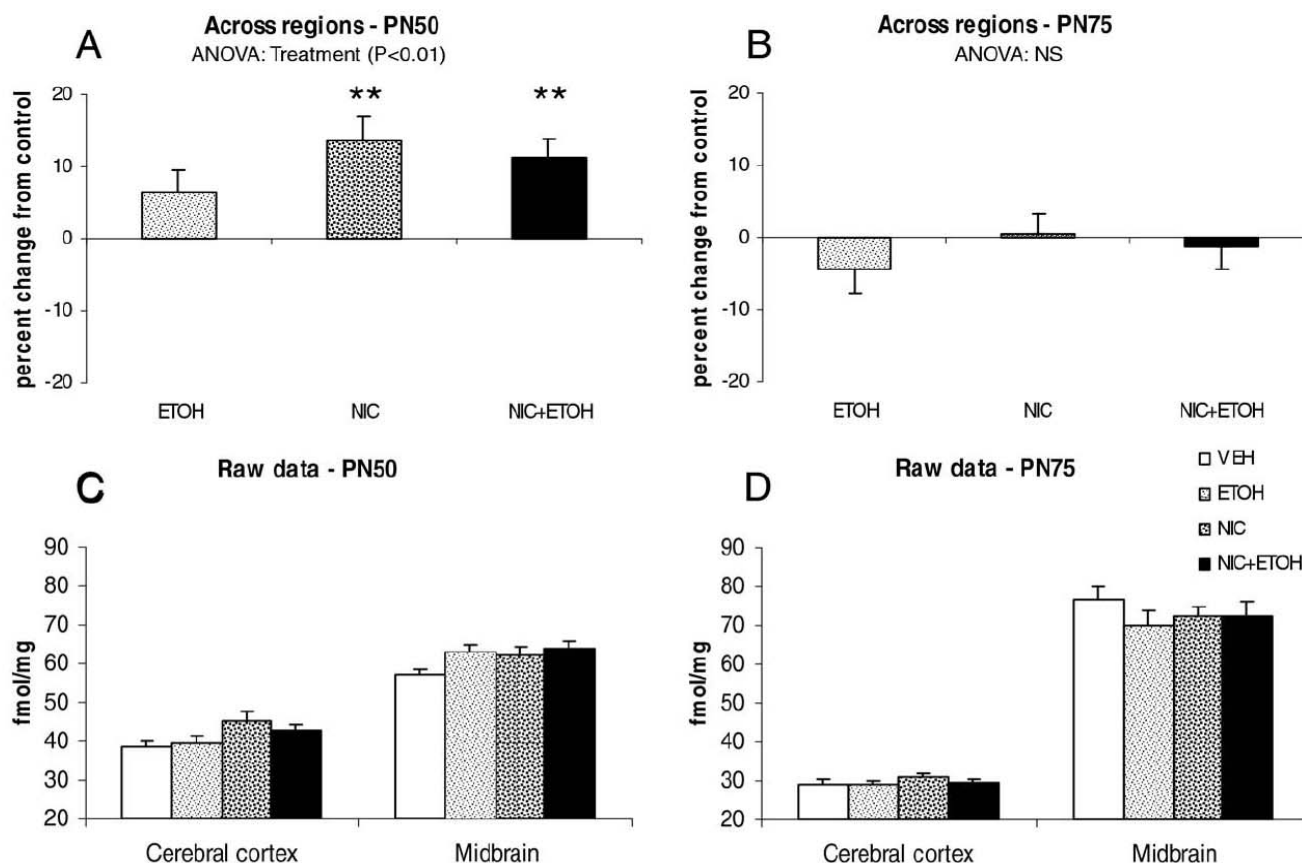 A
Across regions - PN50
ANOVA: Treatment (P<0.01)
percent change from control
20
10
0
-10
-20
**
**
ETOH
NIC
NIC+ETOH
B
Across regions - PN75
ANOVA: NS
percent change from control
20
10
0
-10
-20
ETOH
NIC
NIC+ETOH
C
Raw data - PN50
fmol/mg
90
80
70
60
50
40
30
20
Cerebral cortex
Midbrain
D
Raw data - PN75
VEH
ETOH
NIC
NIC+ETOH
fmol/mg
90
80
70
60
50
40
30
20
Cerebral cortex
Midbrain